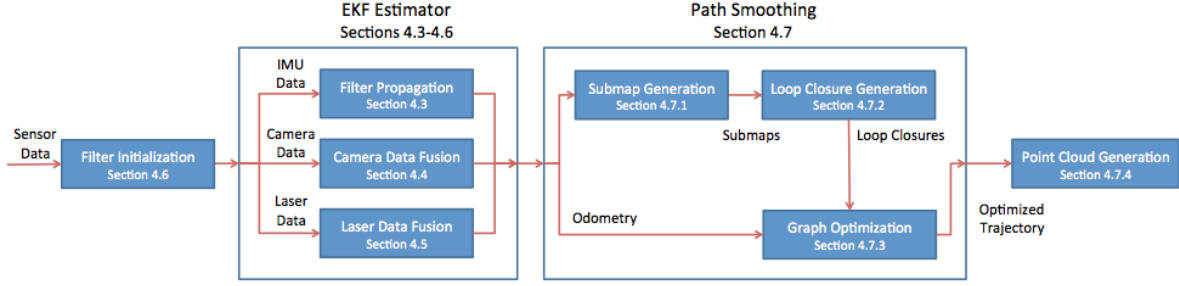 EKF Estimator
Sections 4.3-4.6
Path Smoothing
Section 4.7
Sensor
Data
Filter Initialization
Section 4.6
IMU
Data
Filter Propagation
Section 4.3
Camera
Data
Camera Data Fusion
Section 4.4
Laser
Data
Laser Data Fusion
Section 4.5
Submap Generation
Section 4.7.1
Submaps
Loop Closure Generation
Section 4.7.2
Loop Closures
Odometry
Graph Optimization
Section 4.7.3
Optimized
Trajectory
Point Cloud Generation
Section 4.7.4